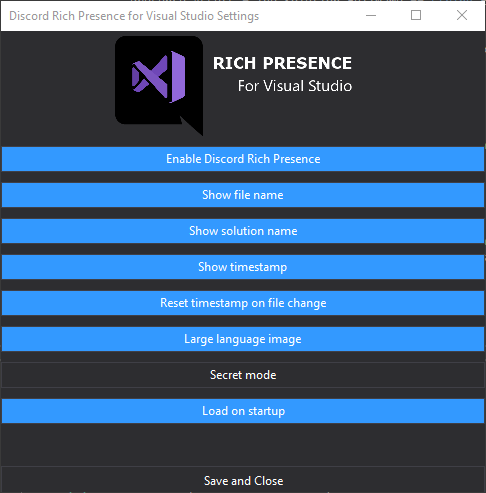 Discord Rich Presence for Visual Studio Settings
RICH PRESENCE
For Visual Studio
Enable Discord Rich Presence
Show file name
Show solution name
Show timestamp
Reset timestamp on file change
Large language image
Secret mode
Load on startup
Save and Close